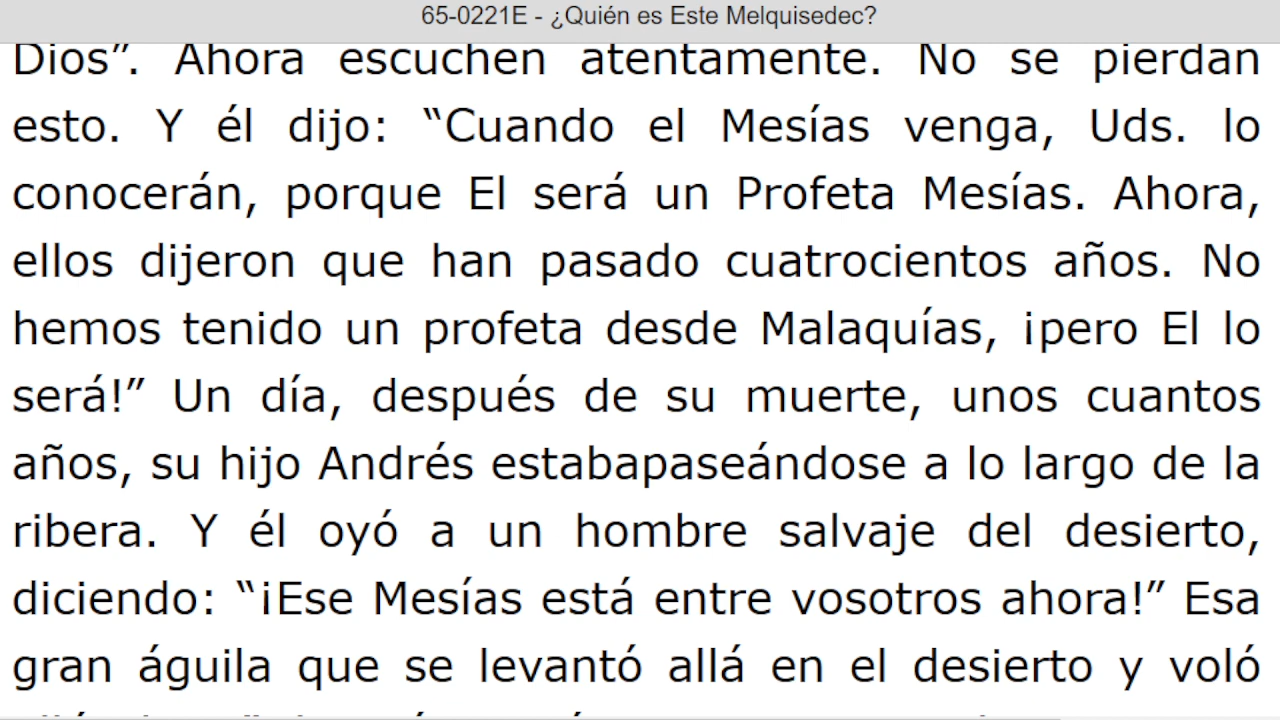 65-0221E - ¿Quién es Este Melquisedec?
Dios”. Ahora escuchen atentamente. No se pierdan
esto. Y él dijo: “Cuando el Mesías venga, Uds. lo
conocerán, porque El será un Profeta Mesías. Ahora,
ellos dijeron que han pasado cuatrocientos años. No
hemos tenido un profeta desde Malaquías, ¡pero El lo
será!” Un día, después de su muerte, unos cuantos
años, su hijo Andrés estabapaseándose a lo largo de la
ribera. Y él oyó a un hombre salvaje del desierto,
diciendo: “¡Ese Mesías está entre vosotros ahora!” Esa
gran águila que se levantó allá en el desierto y voló